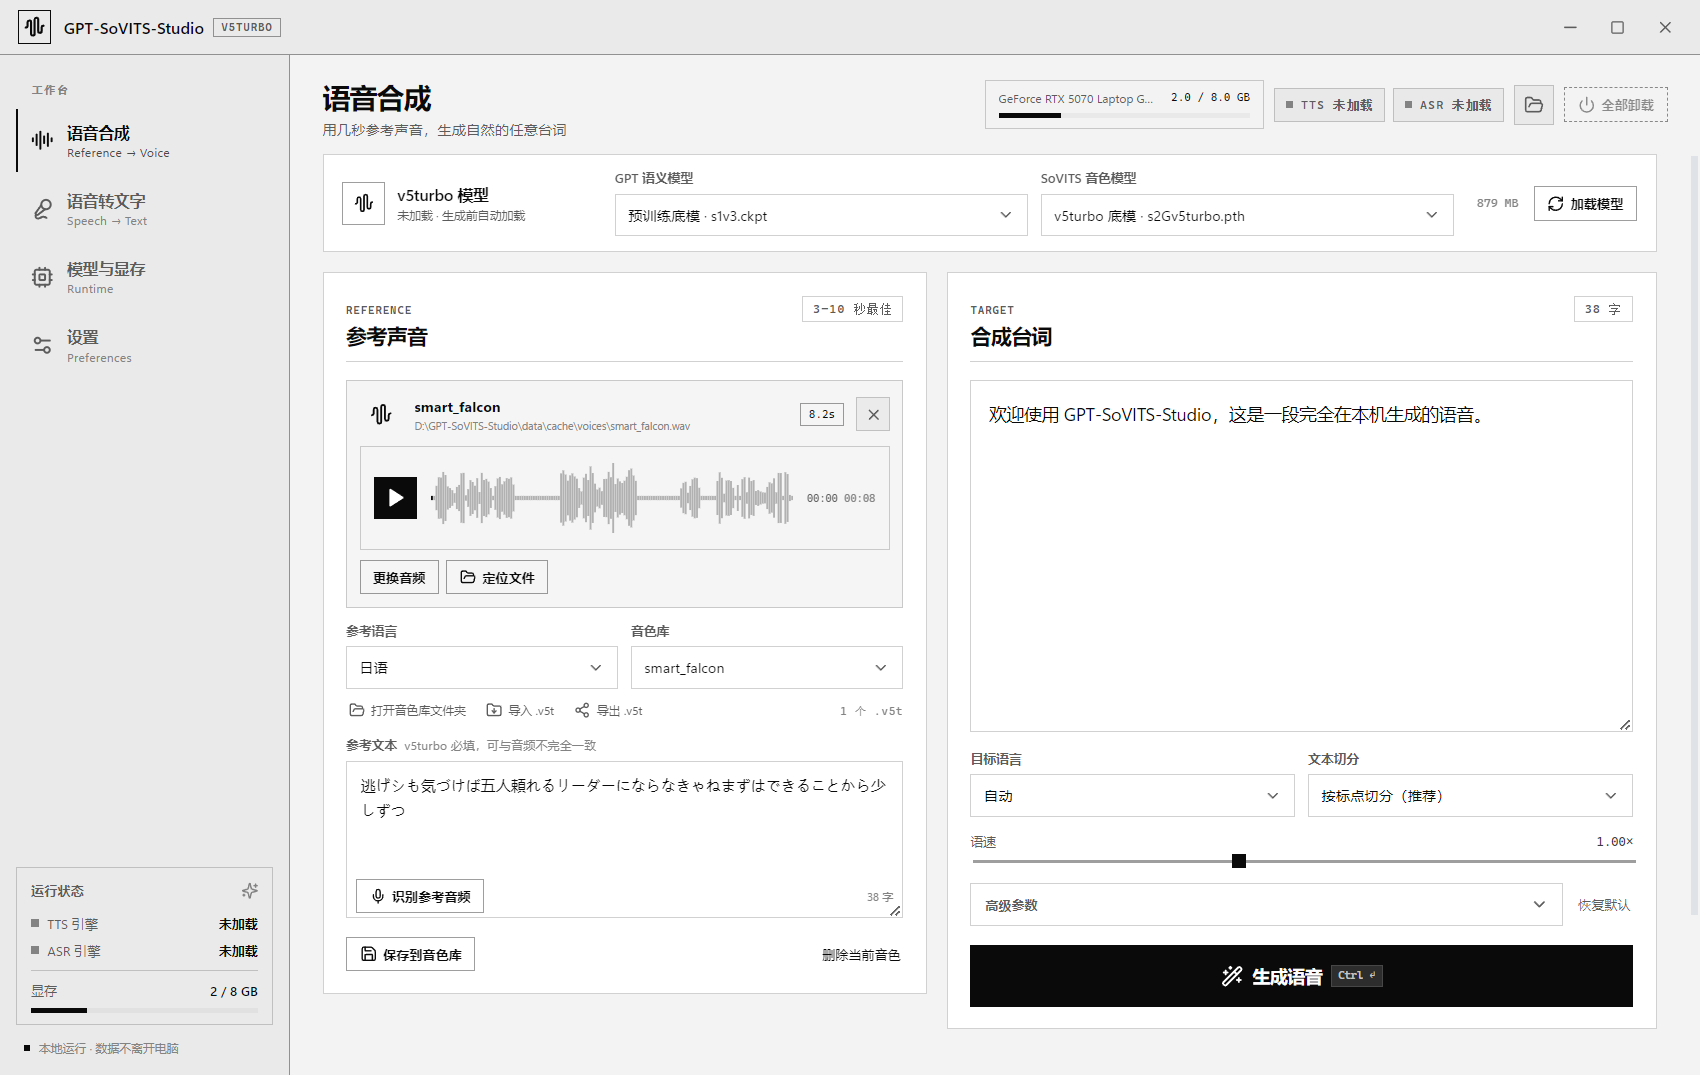 GPT-SoVITS-Studio V5TURBO
工作台
语音合成
Reference → Voice
语音转文字
Speech → Text
模型与显存
Runtime
设置
Preferences
运行状态
TTS 引擎 未加载
ASR 引擎 未加载
显存 2 / 8 GB
本地运行 · 数据不离开电脑
语音合成
用几秒参考声音，生成自然的任意台词
GeForce RTX 5070 Laptop G... 2.0 / 8.0 GB
TTS 未加载
ASR 未加载
全部卸载
v5turbo 模型
未加载 · 生成前自动加载
GPT 语义模型
预训练底模 · s1v3.ckpt
SoVITS 音色模型
v5turbo 底模 · s2Gv5turbo.pth
879 MB
加载模型
REFERENCE
参考声音
3–10 秒最佳
smart_falcon
D:\GPT-SoVITS-Studio\data\cache\voices\smart_falcon.wav
8.2s
00:00 00:08
更换音频
定位文件
参考语言
日语
音色库
smart_falcon
打开音色库文件夹
导入 .v5t
导出 .v5t
1 个 .v5t
参考文本 v5turbo 必填，可与音频不完全一致
逃げシも気づけば五人頼れるリーダーにならなきゃねまずはできることから少
しずつ
识别参考音频
38 字
保存到音色库
删除当前音色
TARGET
合成台词
38 字
欢迎使用 GPT-SoVITS-Studio，这是一段完全在本机生成的语音。
目标语言
自动
文本切分
按标点切分（推荐）
语速 1.00×
高级参数
恢复默认
生成语音 Ctrl ⏎